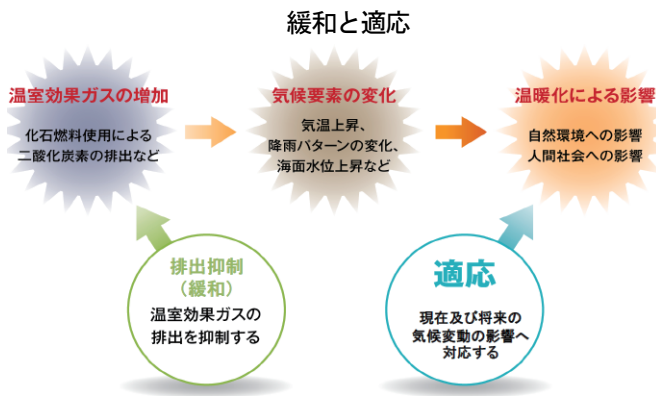 緩和と適応
温室効果ガスの増加
化石燃料使用による
二酸化炭素の排出など
気候要素の変化
気温上昇、
降雨パターンの変化、
海面水位上昇など
温暖化による影響
自然環境への影響
人間社会への影響
排出抑制
（緩和）
温室効果ガスの
排出を抑制する
適応
現在及び将来の
気候変動の影響へ
対応する